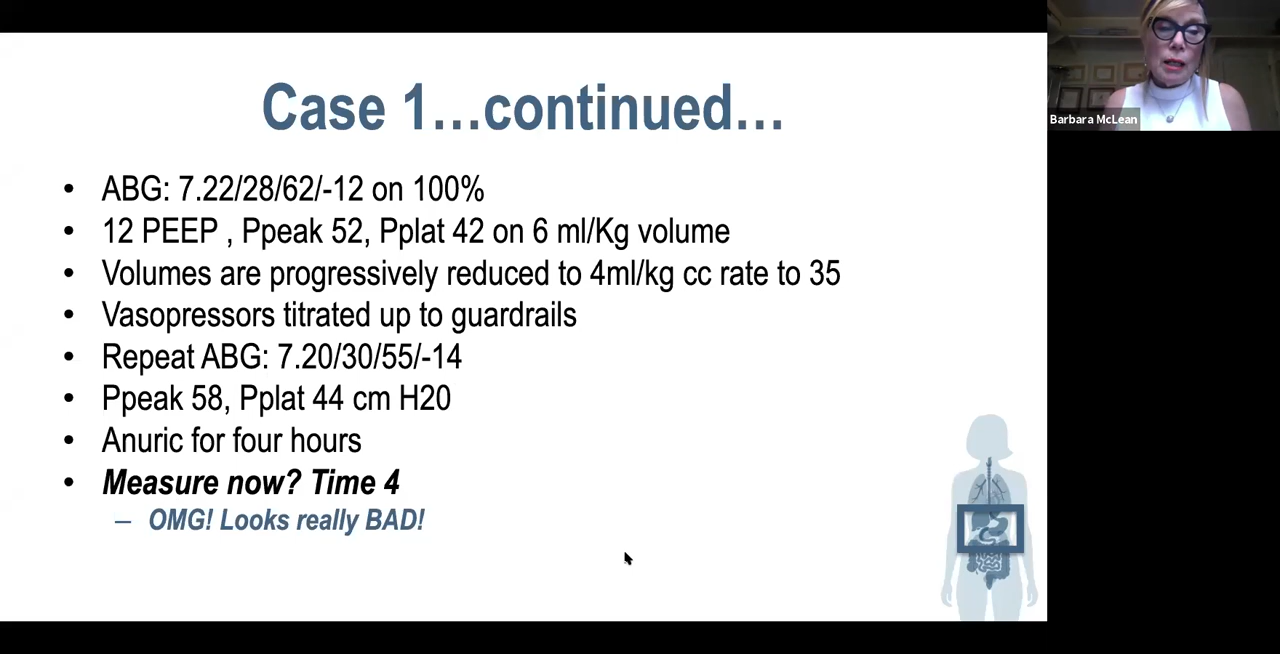 Case 1…continued…
• ABG: 7.22/28/62/-12 on 100%
• 12 PEEP , Ppeak 52, Pplat 42 on 6 ml/Kg volume
• Volumes are progressively reduced to 4ml/kg cc rate to 35
• Vasopressors titrated up to guardrails
• Repeat ABG: 7.20/30/55/-14
• Ppeak 58, Pplat 44 cm H20
• Anuric for four hours
• Measure now? Time 4
– OMG! Looks really BAD!
Barbara McLean